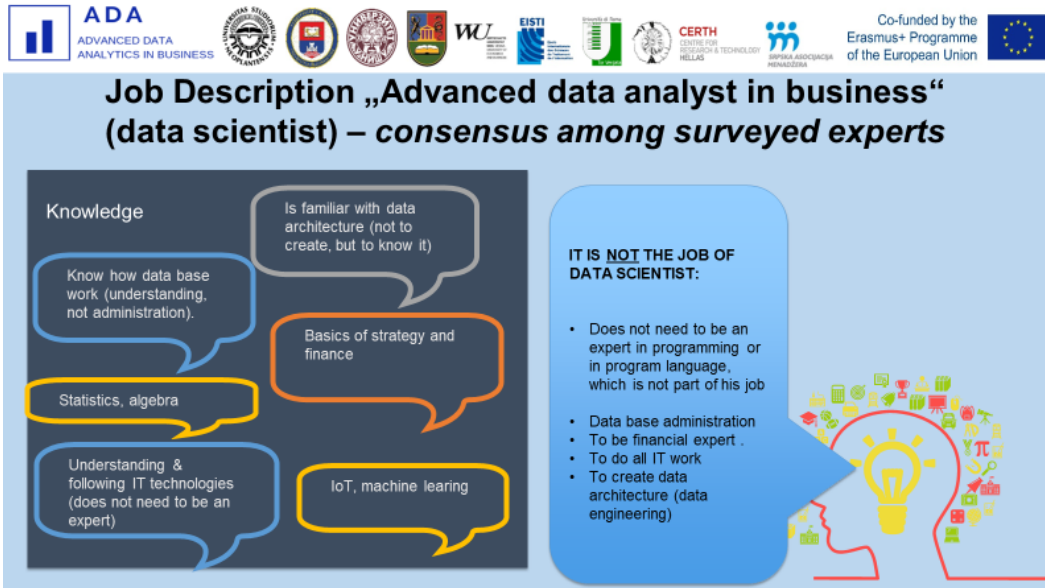 ADA
ADVANCED DATA
ANALYTICS IN BUSINESS
WU
EISTI
CERTH
CENTRE FOR
RESEARCH & TECHNOLOGY
HELLAS
SRPSKA ASOCIJACIJA
MENADŽERA
Co-funded by the
Erasmus+ Programme
of the European Union
Job Description „Advanced data analyst in business“
(data scientist) – consensus among surveyed experts
Knowledge
Is familiar with data
architecture (not to
create, but to know it)
Know how data base
work (understanding,
not administration).
Basics of strategy and
finance
Statistics, algebra
Understanding &
following IT technologies
(does not need to be an
expert)
IoT, machine learing
IT IS NOT THE JOB OF
DATA SCIENTIST:
• Does not need to be an
expert in programming or
in program language,
which is not part of his job
• Data base administration
• To be financial expert .
• To do all IT work
• To create data
architecture (data
engineering)